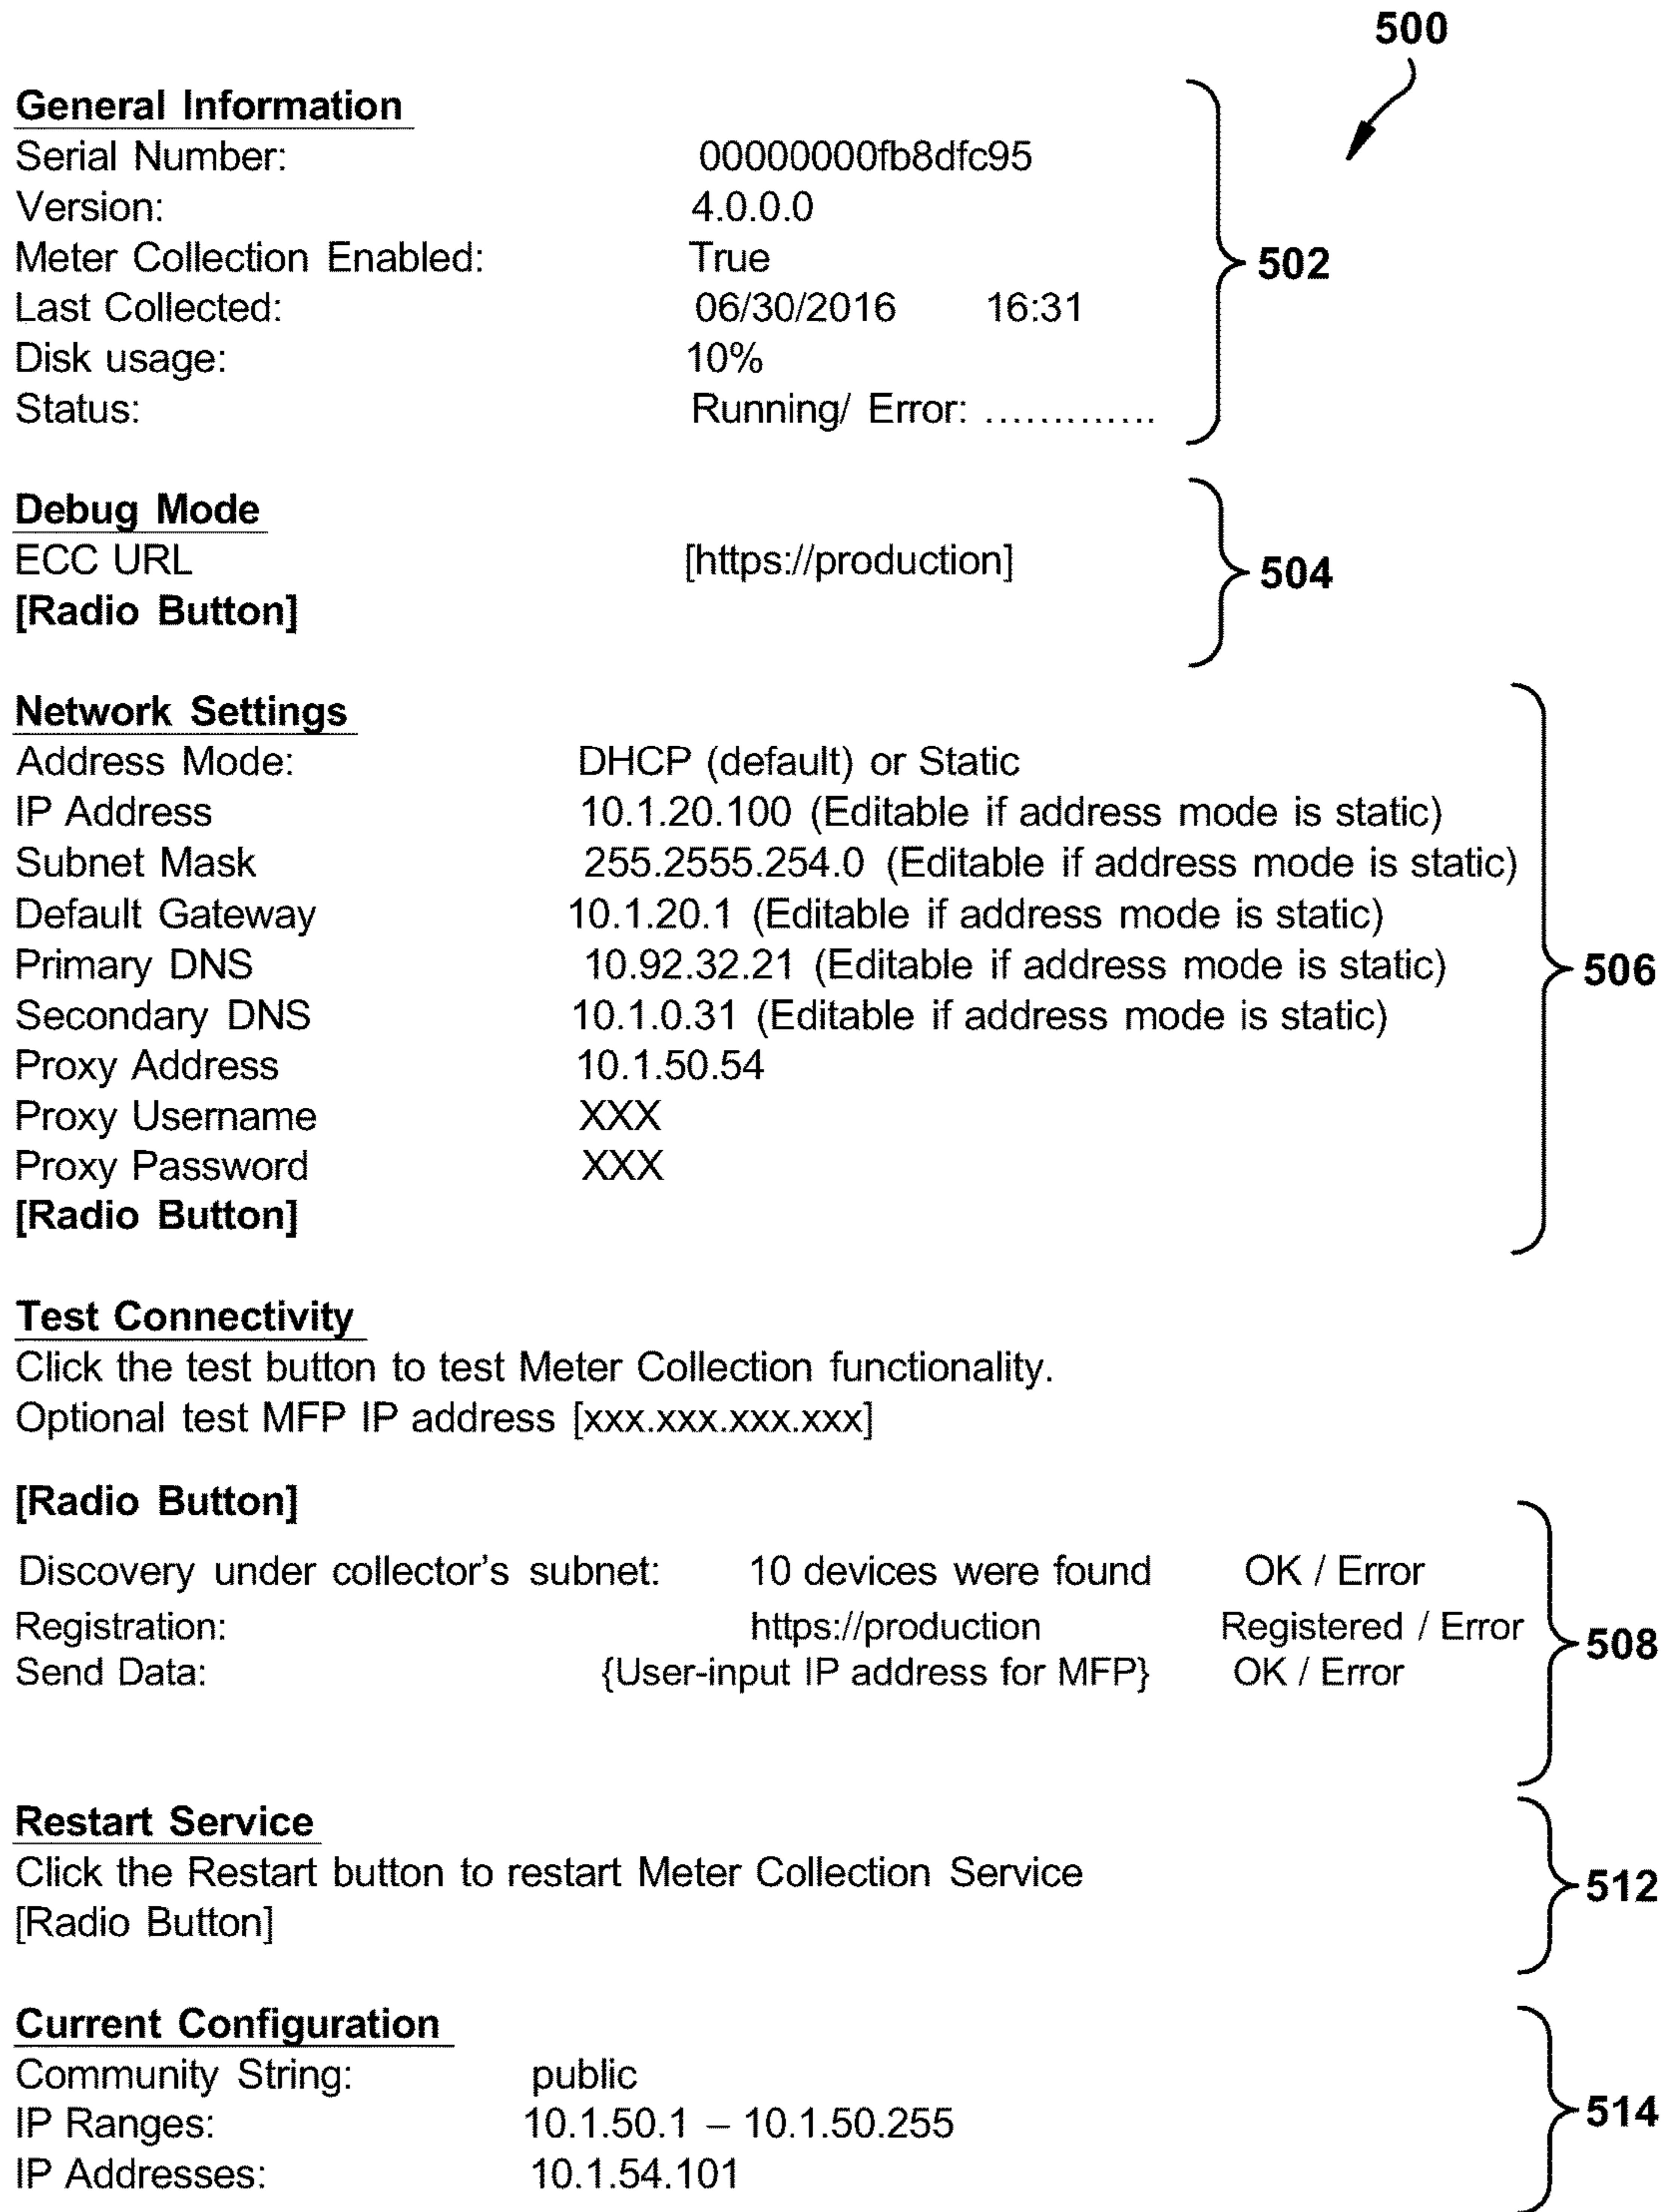 500
General Information
Serial Number: 00000000fb8dfc95
Version: 4.0.0.0
Meter Collection Enabled: True
502
Last Collected: 06/30/2016 16:31
Disk usage: 10%
Status: Running/ Error: .............
Debug Mode
ECC URL [https://production]
504
[Radio Button]
Network Settings
Address Mode: DHCP (default) or Static
IP Address 10.1.20.100 (Editable if address mode is static)
Subnet Mask 255.2555.254.0 (Editable if address mode is static)
Default Gateway 10.1.20.1 (Editable if address mode is static)
Primary DNS 10.92.32.21 (Editable if address mode is static)
506
Secondary DNS 10.1.0.31 (Editable if address mode is static)
Proxy Address 10.1.50.54
Proxy Username XXX
Proxy Password XXX
[Radio Button]
Test Connectivity
Click the test button to test Meter Collection functionality.
Optional test MFP IP address [xxx.xxx.xxx.xxx]
[Radio Button]
Discovery under collector's subnet: 10 devices were found OK / Error
Registration: https://production Registered / Error
508
Send Data: {User-input IP address for MFP} OK / Error
Restart Service
Click the Restart button to restart Meter Collection Service
512
[Radio Button]
Current Configuration
Community String: public
514
IP Ranges: 10.1.50.1 – 10.1.50.255
IP Addresses: 10.1.54.101